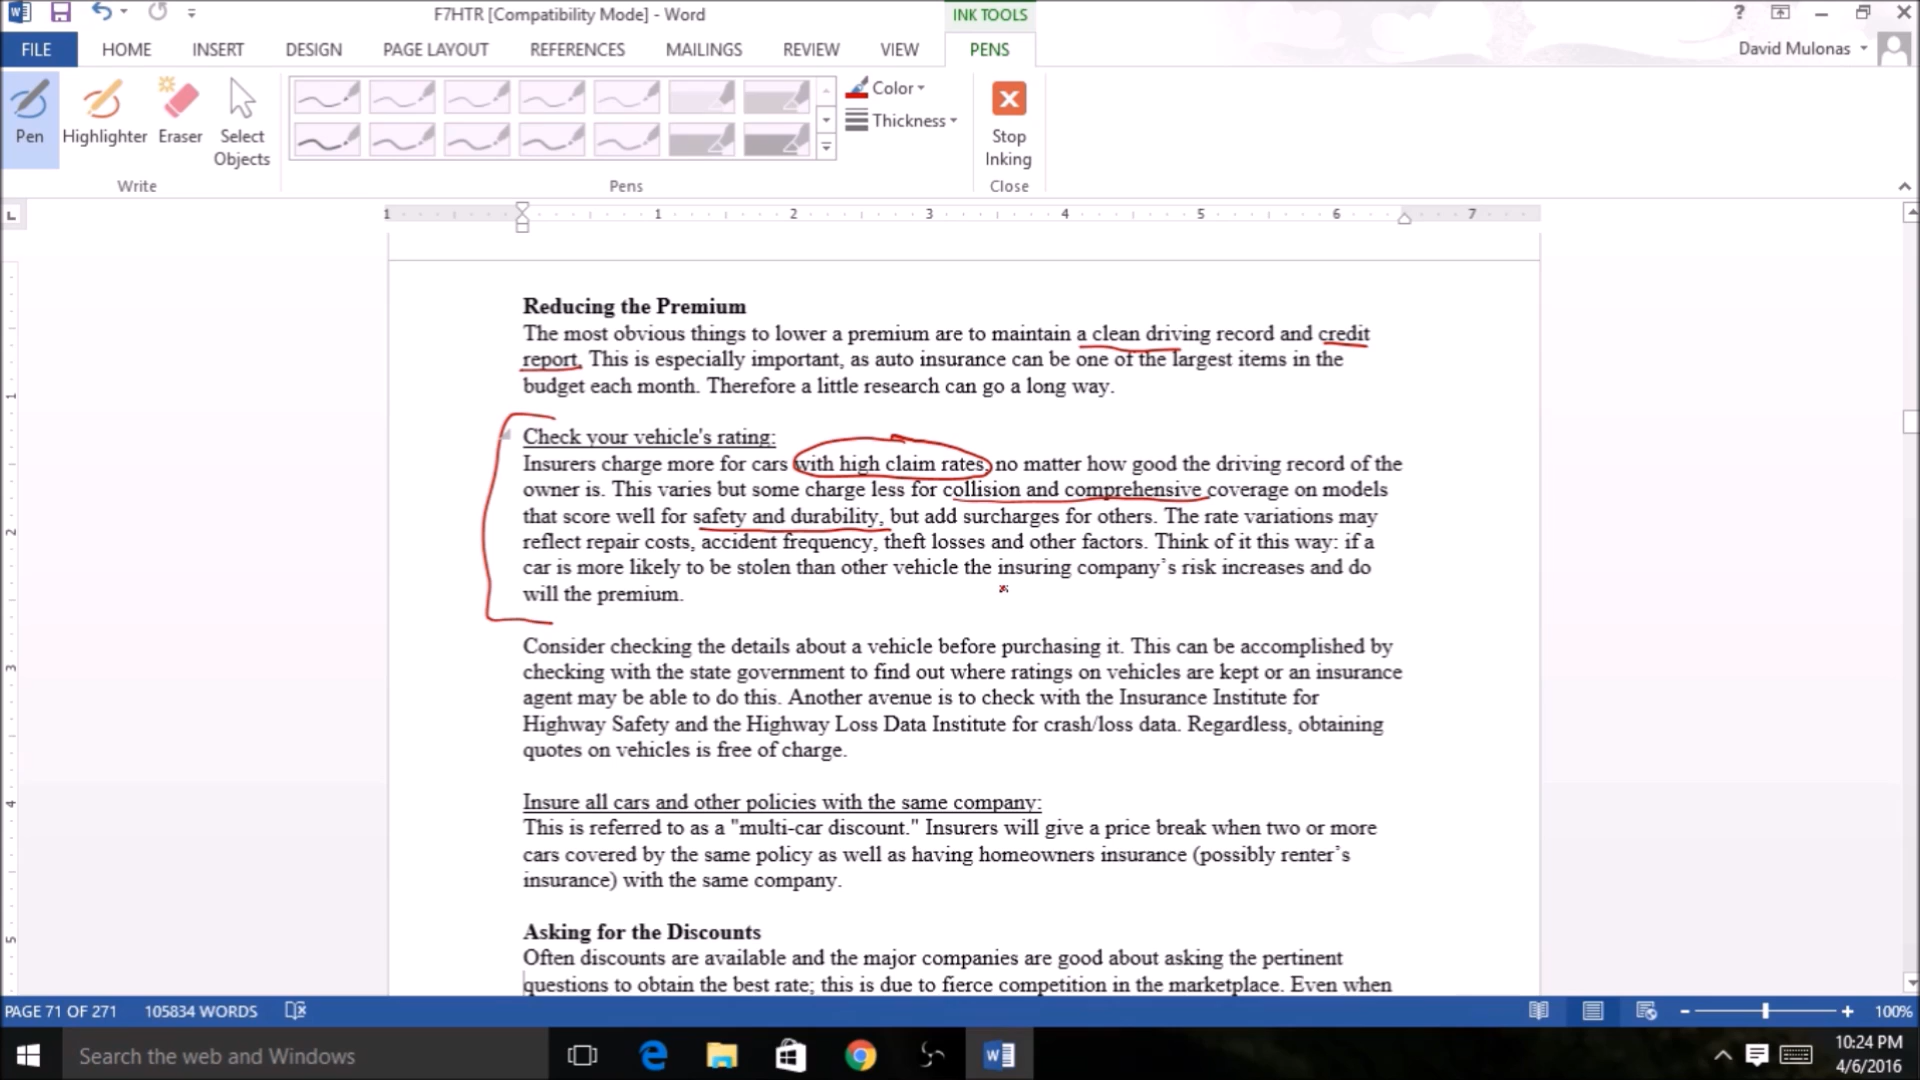 F7HTR [Compatibility Mode] - Word
INK TOOLS
?
FILE
HOME
INSERT
DESIGN
PAGE LAYOUT
REFERENCES
MAILINGS
REVIEW
VIEW
PENS
David Mulonas
Pen
Highlighter
Eraser
Select Objects
Color
Thickness
Stop Inking
Write
Pens
Close
1 1 2 3 4 5 6 7
Reducing the Premium
The most obvious things to lower a premium are to maintain a clean driving record and credit
report. This is especially important, as auto insurance can be one of the largest items in the
budget each month. Therefore a little research can go a long way.
Check your vehicle's rating:
Insurers charge more for cars with high claim rates, no matter how good the driving record of the
owner is. This varies but some charge less for collision and comprehensive coverage on models
that score well for safety and durability, but add surcharges for others. The rate variations may
reflect repair costs, accident frequency, theft losses and other factors. Think of it this way: if a
car is more likely to be stolen than other vehicle the insuring company's risk increases and do
will the premium.
Consider checking the details about a vehicle before purchasing it. This can be accomplished by
checking with the state government to find out where ratings on vehicles are kept or an insurance
agent may be able to do this. Another avenue is to check with the Insurance Institute for
Highway Safety and the Highway Loss Data Institute for crash/loss data. Regardless, obtaining
quotes on vehicles is free of charge.
Insure all cars and other policies with the same company:
This is referred to as a "multi-car discount." Insurers will give a price break when two or more
cars covered by the same policy as well as having homeowners insurance (possibly renter's
insurance) with the same company.
Asking for the Discounts
Often discounts are available and the major companies are good about asking the pertinent
questions to obtain the best rate; this is due to fierce competition in the marketplace. Even when
1
2
3
4
5
PAGE 71 OF 271
105834 WORDS
100%
Search the web and Windows
10:24 PM
4/6/2016